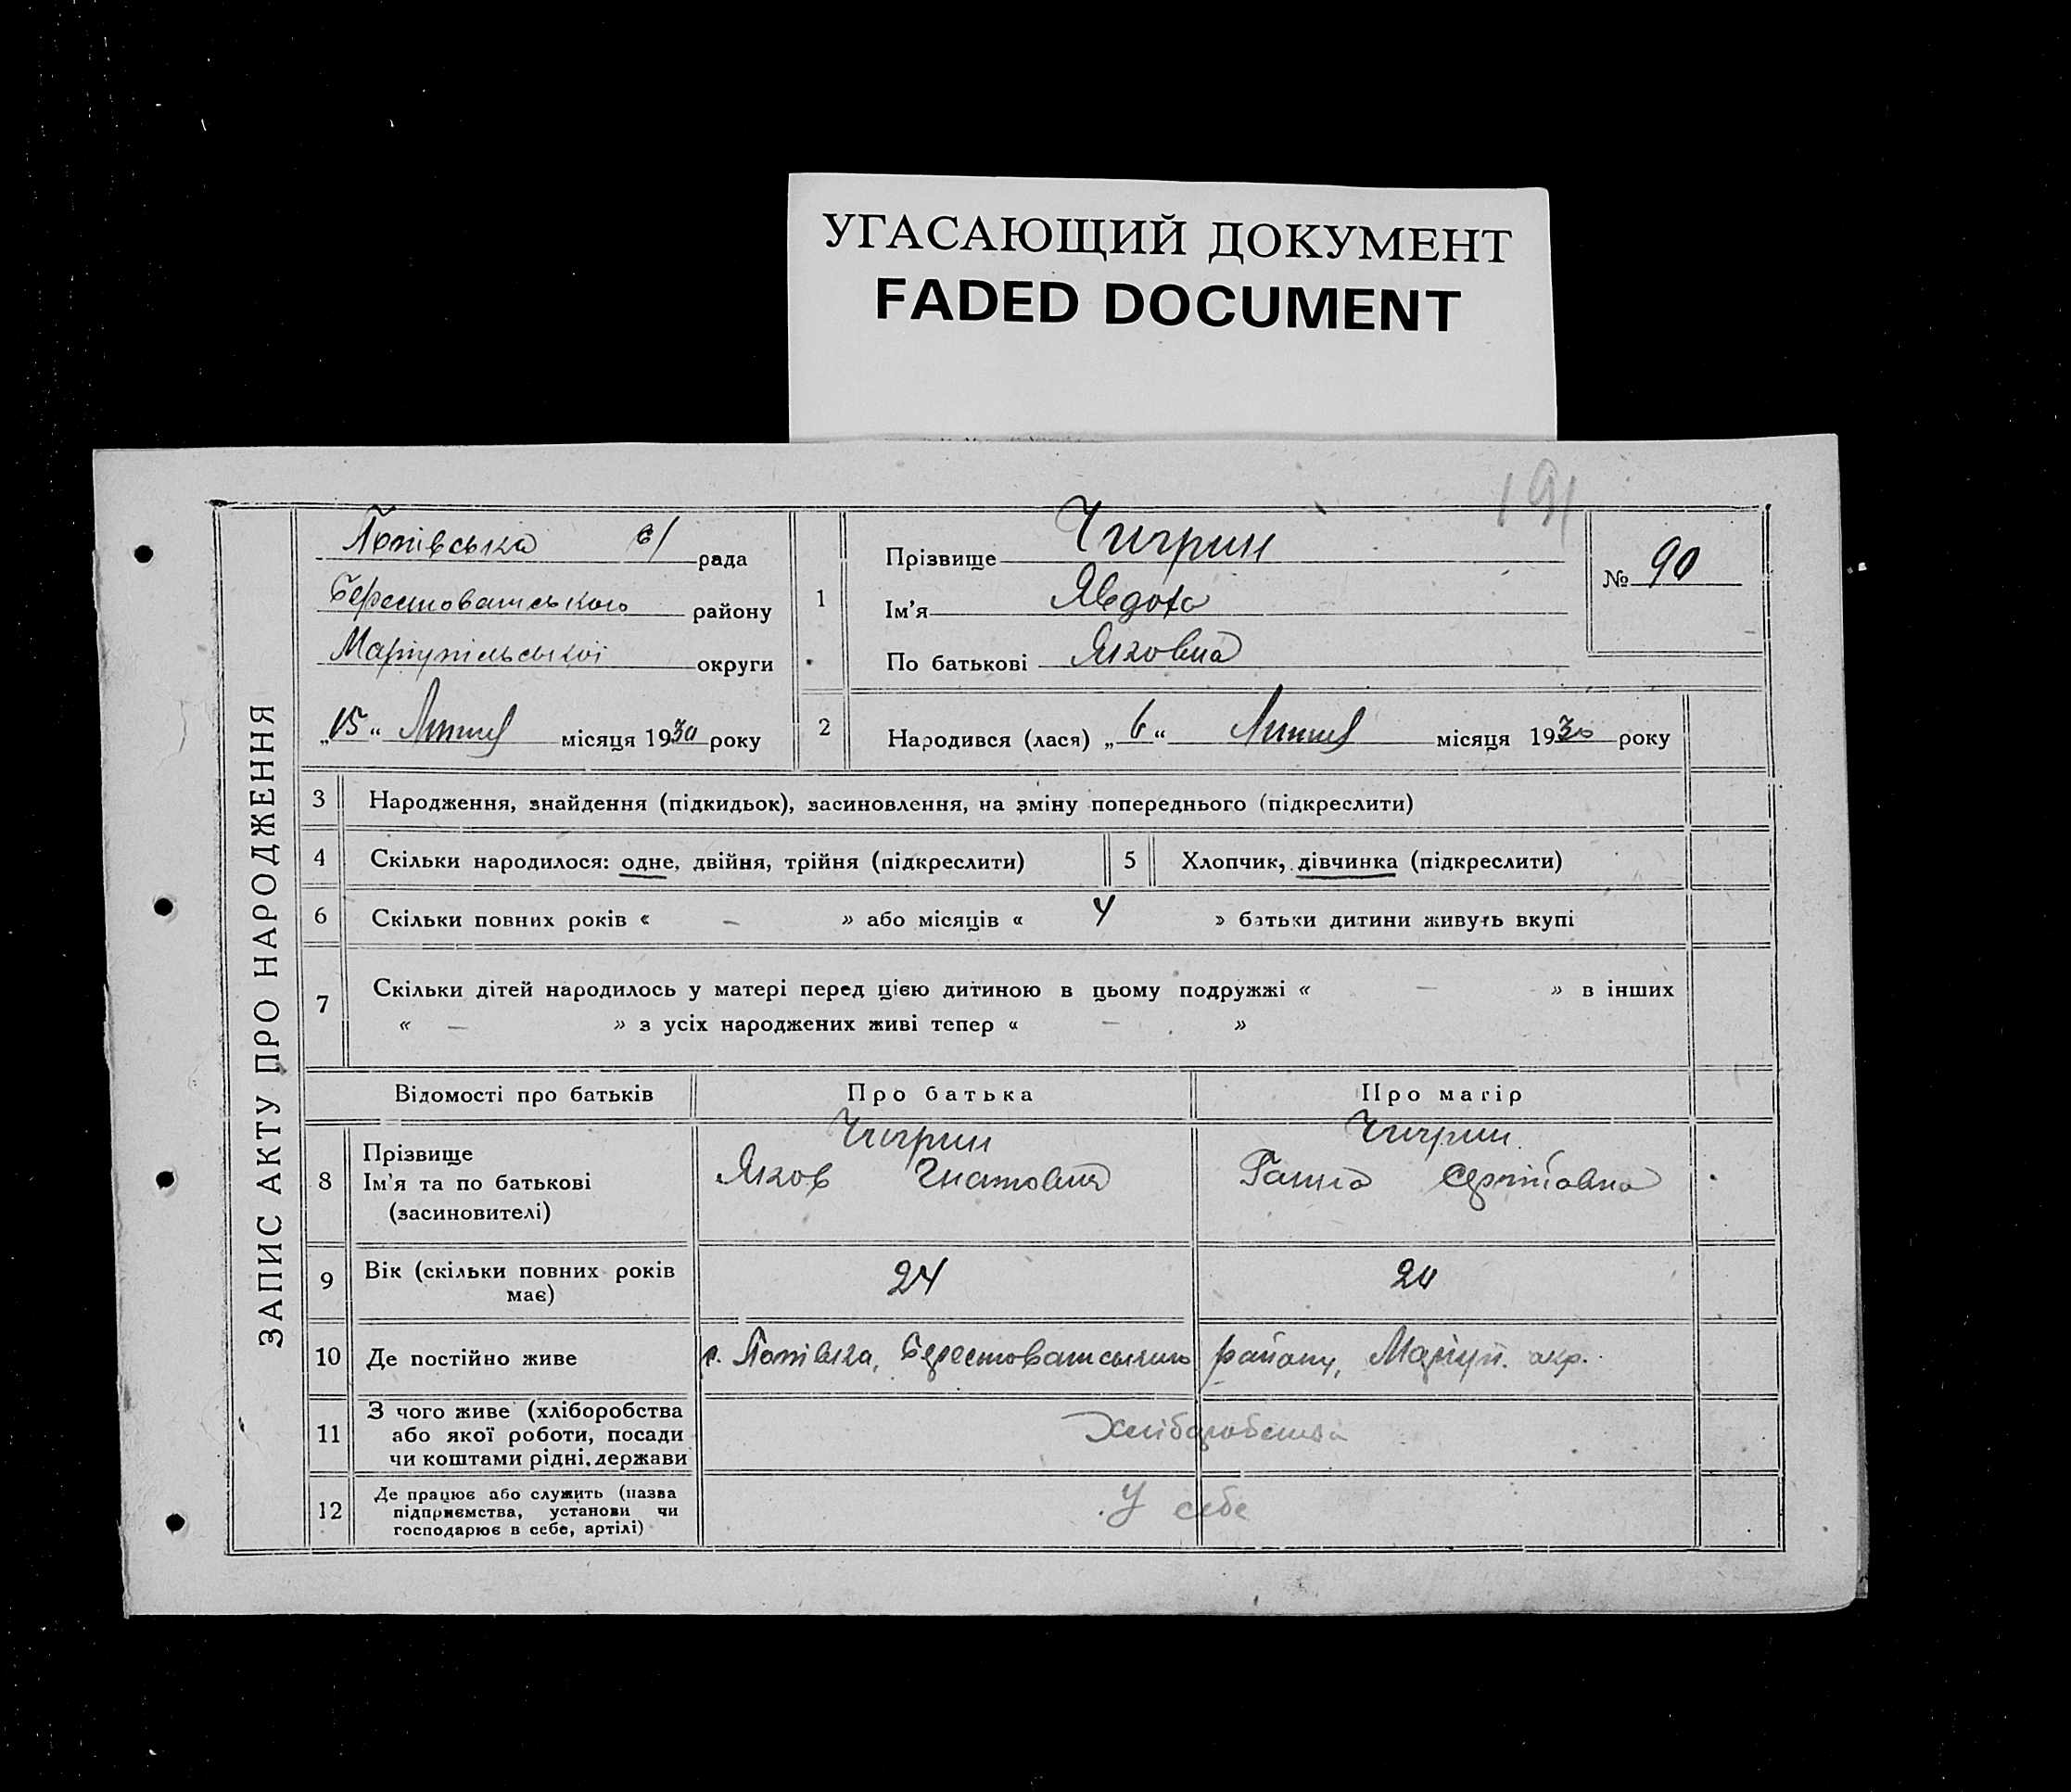 УГАСАЮЩИЙ ДОКУМЕНТ
FADED DOCUMENT
191
ЗАПИС АКТУ ПРО НАРОДЖЕННЯ
Попівська с/ рада
Берестоватського району
Маріупільської округи
„15“ Липня місяця 1930 року
1
Прізвище Чигрин
Ім'я Явдоха
По батькові Яковна
№ 90
2 Народився (лася) „6“ Липня місяця 1930 року
3 Народження, знайдення (підкидьок), засиновлення, на зміну попереднього (підкреслити)
4 Скільки народилося: одне, двійня, трійня (підкреслити) 5 Хлопчик, дівчинка (підкреслити)
6 Скільки повних років « – » або місяців « 4 » батьки дитини живуть вкупі
7 Скільки дітей народилось у матері перед цією дитиною в цьому подружжі « – » в інших
« – » з усіх народжених живі тепер « – »
Відомості про батьків Про батька Про матір
8 Прізвище Чигрин Чигрин
Ім'я та по батькові Яков Гнатович Ганна Сергіївна
(засиновителі)
9 Вік (скільки повних років має) 24 20
10 Де постійно живе с. Попівка, Берестоватського району, Маріуп. окр.
11 З чого живе (хліборобства
або якої роботи, посади
чи коштами рідні, держави
Хліборобства
12 Де працює або служить (назва
підприємства, установи чи
господарює в себе, артілі)
У себе